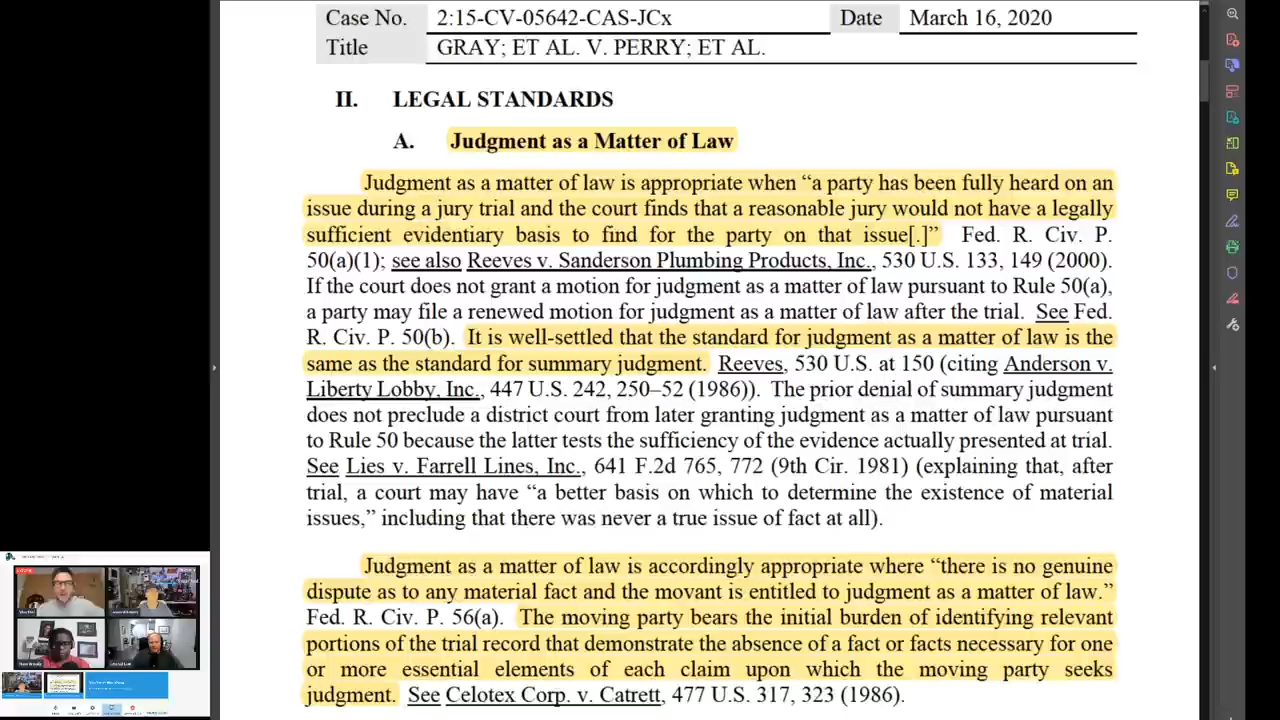 Case No.
2:15-CV-05642-CAS-JCx
Date
March 16, 2020
Title
GRAY; ET AL. V. PERRY; ET AL.
II. LEGAL STANDARDS
A. Judgment as a Matter of Law
Judgment as a matter of law is appropriate when “a party has been fully heard on an
issue during a jury trial and the court finds that a reasonable jury would not have a legally
sufficient evidentiary basis to find for the party on that issue[.]” Fed. R. Civ. P.
50(a)(1); see also Reeves v. Sanderson Plumbing Products, Inc., 530 U.S. 133, 149 (2000).
If the court does not grant a motion for judgment as a matter of law pursuant to Rule 50(a),
a party may file a renewed motion for judgment as a matter of law after the trial. See Fed.
R. Civ. P. 50(b). It is well-settled that the standard for judgment as a matter of law is the
same as the standard for summary judgment. Reeves, 530 U.S. at 150 (citing Anderson v.
Liberty Lobby, Inc., 447 U.S. 242, 250–52 (1986)). The prior denial of summary judgment
does not preclude a district court from later granting judgment as a matter of law pursuant
to Rule 50 because the latter tests the sufficiency of the evidence actually presented at trial.
See Lies v. Farrell Lines, Inc., 641 F.2d 765, 772 (9th Cir. 1981) (explaining that, after
trial, a court may have “a better basis on which to determine the existence of material
issues,” including that there was never a true issue of fact at all).
Judgment as a matter of law is accordingly appropriate where “there is no genuine
dispute as to any material fact and the movant is entitled to judgment as a matter of law.”
Fed. R. Civ. P. 56(a). The moving party bears the initial burden of identifying relevant
portions of the trial record that demonstrate the absence of a fact or facts necessary for one
or more essential elements of each claim upon which the moving party seeks
judgment. See Celotex Corp. v. Catrett, 477 U.S. 317, 323 (1986).